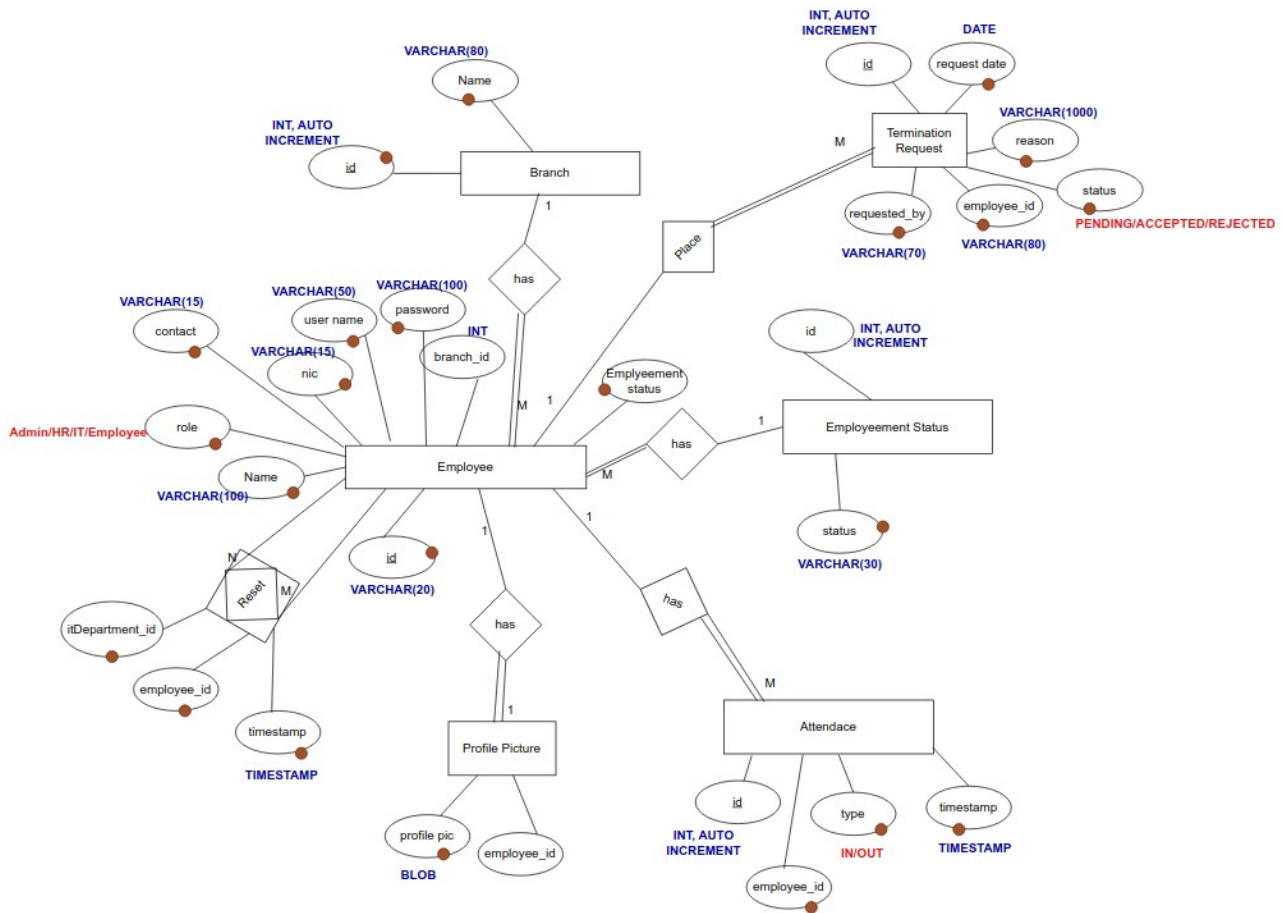 INT, AUTO
INCREMENT
DATE
id
request date
VARCHAR(80)
Name
VARCHAR(1000)
Termination
Request
reason
INT, AUTO
INCREMENT
M
id
Branch
status
requested_by
employee_id
PENDING/ACCEPTED/REJECTED
1
VARCHAR(70)
VARCHAR(80)
Place
has
VARCHAR(15)
VARCHAR(50)
VARCHAR(100)
contact
user name
password
id
INT, AUTO
INCREMENT
INT
VARCHAR(15)
branch_id
nic
Emplyeement
status
M
1
Admin/HR/IT/Employee
role
1
Employeement Status
has
Employee
M
Name
VARCHAR(100)
1
1
status
id
VARCHAR(20)
VARCHAR(30)
N
M
Reset
has
has
itDepartment_id
employee_id
M
1
timestamp
Attendace
Profile Picture
TIMESTAMP
id
type
timestamp
profile pic
employee_id
INT, AUTO
INCREMENT
IN/OUT
TIMESTAMP
BLOB
employee_id